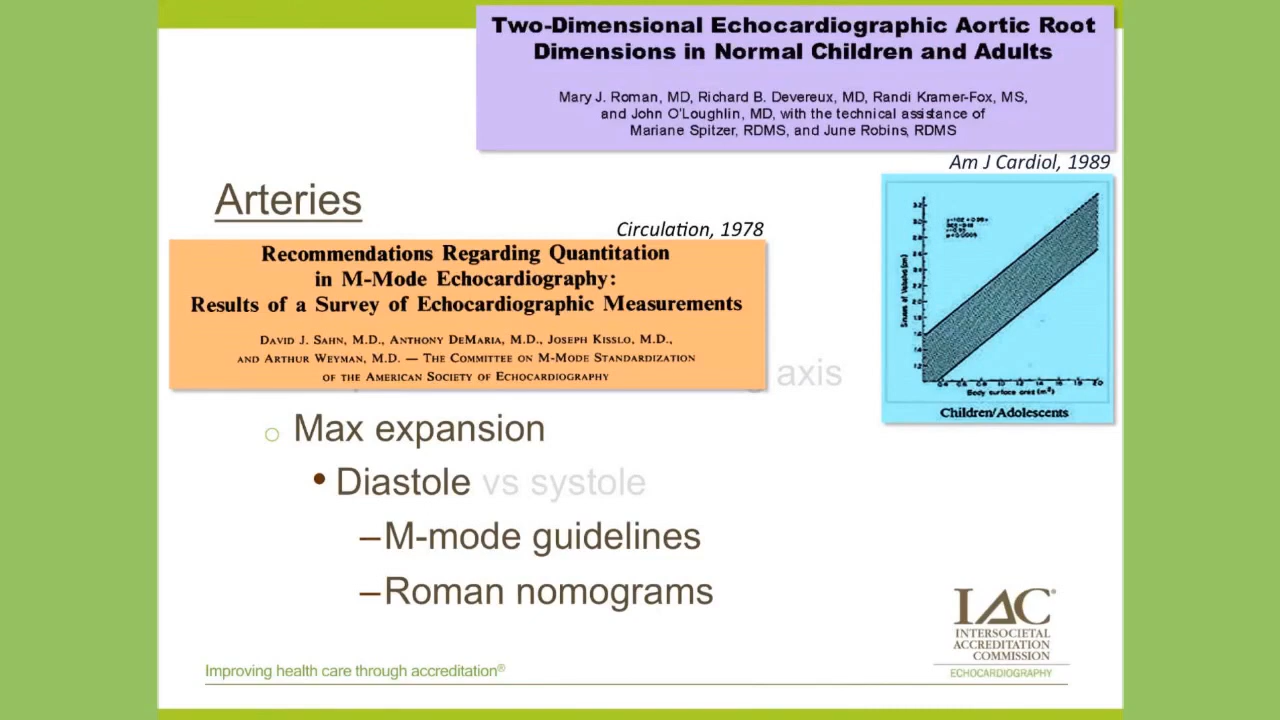 Two-Dimensional Echocardiographic Aortic Root
Dimensions in Normal Children and Adults
Mary J. Roman, MD, Richard B. Devereux, MD, Randi Kramer-Fox, MS,
and John O'Loughlin, MD, with the technical assistance of
Mariane Spitzer, RDMS, and June Robins, RDMS
Am J Cardiol, 1989
Arteries
Circulation, 1978
Recommendations Regarding Quantitation
in M-Mode Echocardiography:
Results of a Survey of Echocardiographic Measurements
DAVID J. SAHN, M.D., ANTHONY DEMARIA, M.D., JOSEPH KISSLO, M.D.,
AND ARTHUR WEYMAN, M.D. — THE COMMITTEE ON M-MODE STANDARDIZATION
OF THE AMERICAN SOCIETY OF ECHOCARDIOGRAPHY
axis
Sinuses of Valsalva (cm)
Body surface area (m²)
Children/Adolescents
○ Max expansion
• Diastole vs systole
–M-mode guidelines
–Roman nomograms
IAC®
INTERSOCIETAL
ACCREDITATION
COMMISSION
ECHOCARDIOGRAPHY
Improving health care through accreditation®